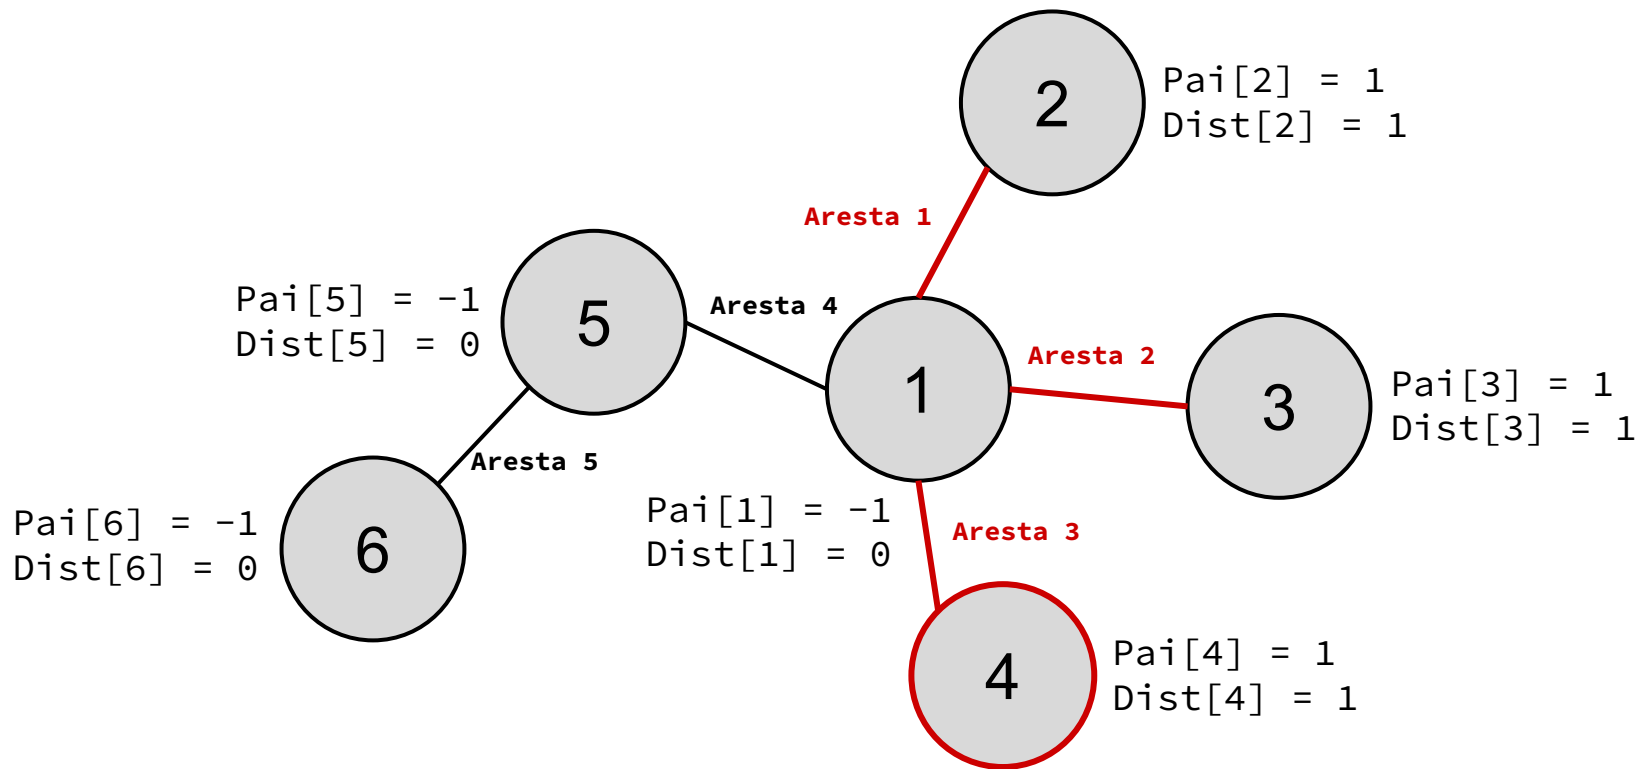 2
Pai[2] = 1
Dist[2] = 1
Aresta 1
Pai[5] = -1
Dist[5] = 0
5
Aresta 4
1
Aresta 2
3
Pai[3] = 1
Dist[3] = 1
Aresta 5
Pai[6] = -1
Dist[6] = 0
6
Pai[1] = -1
Dist[1] = 0
Aresta 3
4
Pai[4] = 1
Dist[4] = 1